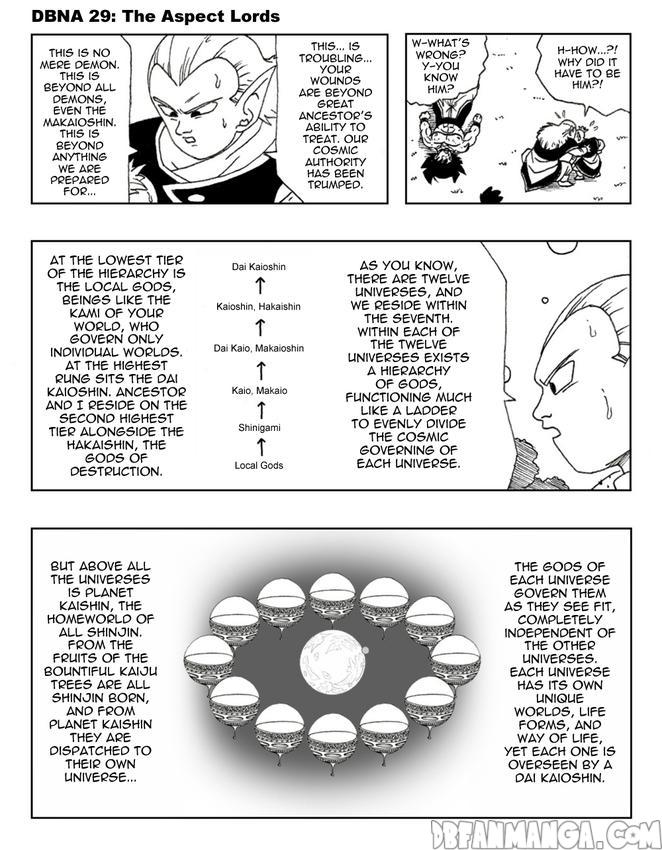 DBNA 29: The Aspect Lords
H-HOW...?!
WHY DID IT
HAVE TO BE
HIM?!
W-WHAT'S
WRONG?
Y-YOU
KNOW
HIM?
THIS... IS
TROUBLING...
YOUR
WOUNDS
ARE BEYOND
GREAT
ANCESTOR'S
ABILITY TO
TREAT. OUR
COSMIC
AUTHORITY
HAS BEEN
TRUMPED.
THIS IS NO
MERE DEMON.
THIS IS
BEYOND ALL
DEMONS,
EVEN THE
MAKAIOSHIN.
THIS IS
BEYOND
ANYTHING
WE ARE
PREPARED
FOR...
AS YOU KNOW,
THERE ARE TWELVE
UNIVERSES, AND
WE RESIDE WITHIN
THE SEVENTH.
WITHIN EACH OF
THE TWELVE
UNIVERSES EXISTS
A HIERARCHY
OF GODS,
FUNCTIONING MUCH
LIKE A LADDER
TO EVENLY DIVIDE
THE COSMIC
GOVERNING OF
EACH UNIVERSE.
Dai Kaioshin
↑
Kaioshin, Hakaishin
↑
Dai Kaio, Makaioshin
↑
Kaio, Makaio
↑
Shinigami
↑
Local Gods
AT THE LOWEST TIER
OF THE HIERARCHY IS
THE LOCAL GODS,
BEINGS LIKE THE
KAMI OF YOUR
WORLD, WHO
GOVERN ONLY
INDIVIDUAL WORLDS.
AT THE HIGHEST
RUNG SITS THE DAI
KAIOSHIN. ANCESTOR
AND I RESIDE ON THE
SECOND HIGHEST
TIER ALONGSIDE THE
HAKAISHIN, THE
GODS OF
DESTRUCTION.
THE GODS OF
EACH UNIVERSE
GOVERN THEM
AS THEY SEE FIT,
COMPLETELY
INDEPENDENT OF
THE OTHER
UNIVERSES.
EACH UNIVERSE
HAS ITS OWN
UNIQUE
WORLDS, LIFE
FORMS, AND
WAY OF LIFE,
YET EACH ONE IS
OVERSEEN BY A
DAI KAIOSHIN.
BUT ABOVE ALL
THE UNIVERSES
IS PLANET
KAISHIN, THE
HOMEWORLD OF
ALL SHINJIN.
FROM THE
FRUITS OF THE
BOUNTIFUL KAIJU
TREES ARE ALL
SHINJIN BORN,
AND FROM
PLANET KAISHIN
THEY ARE
DISPATCHED TO
THEIR OWN
UNIVERSE...
DBFANMANGA.COM